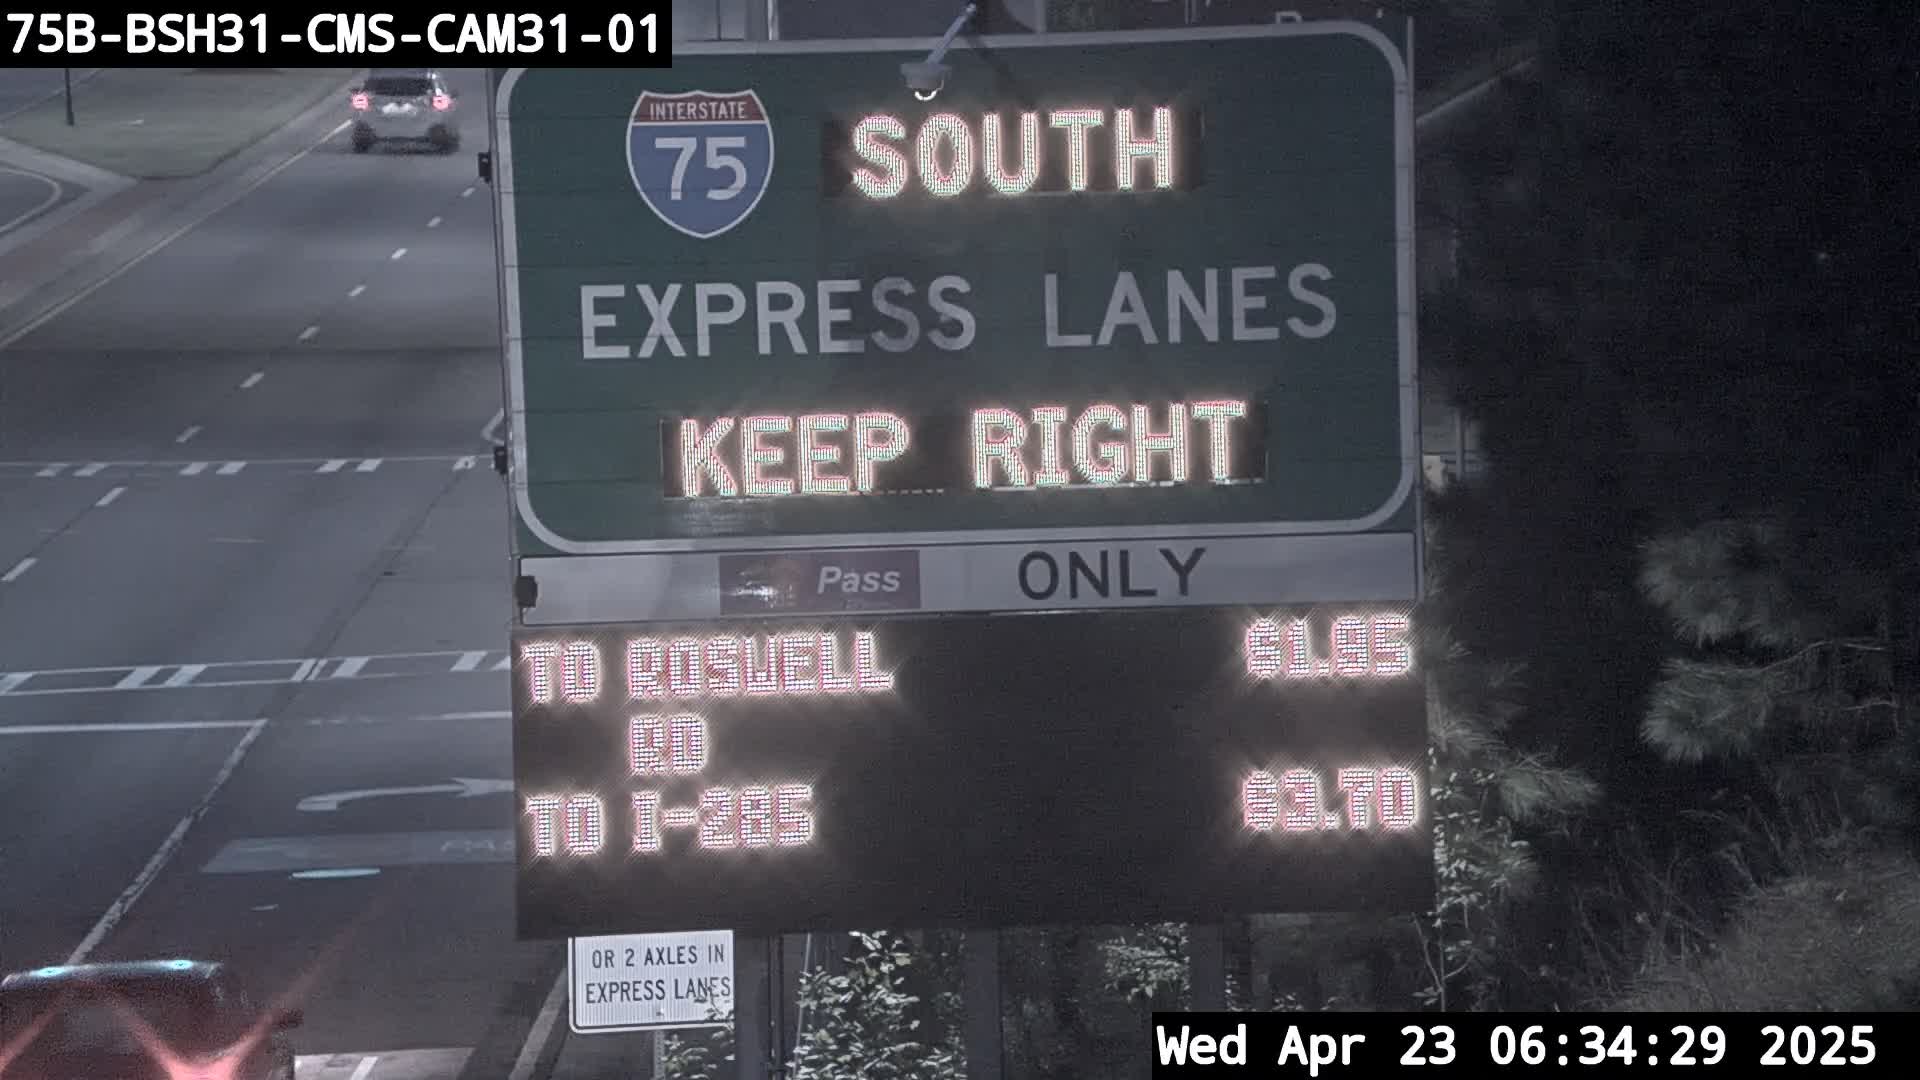 75B-BSH31-CMS-CAM31-01
INTERSTATE
75
SOUTH
EXPRESS LANES
KEEP RIGHT
Pass ONLY
TO ROSWELL $1.95
RD
TO I-285 $3.70
OR 2 AXLES IN
EXPRESS LANES
Wed Apr 23 06:34:29 2025